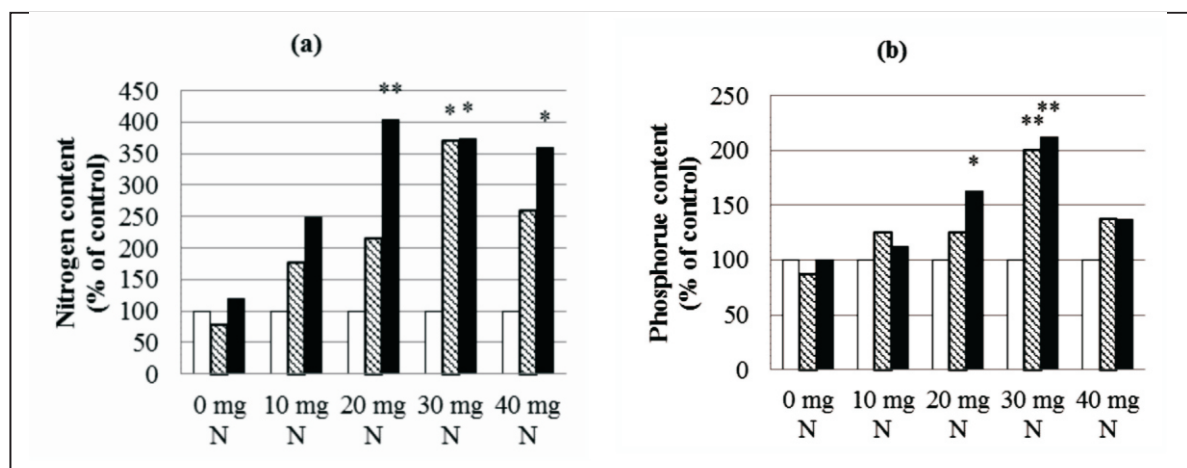 (a)
Nitrogen content
(% of control)
450
400
350
300
250
200
150
100
50
0
** * * *
0 mg 10 mg 20 mg 30 mg 40 mg
N N N N N
(b)
Phosphorue content
(% of control)
250
200
150
100
50
0
* ** **
0 mg 10 mg 20 mg 30 mg 40 mg
N N N N N